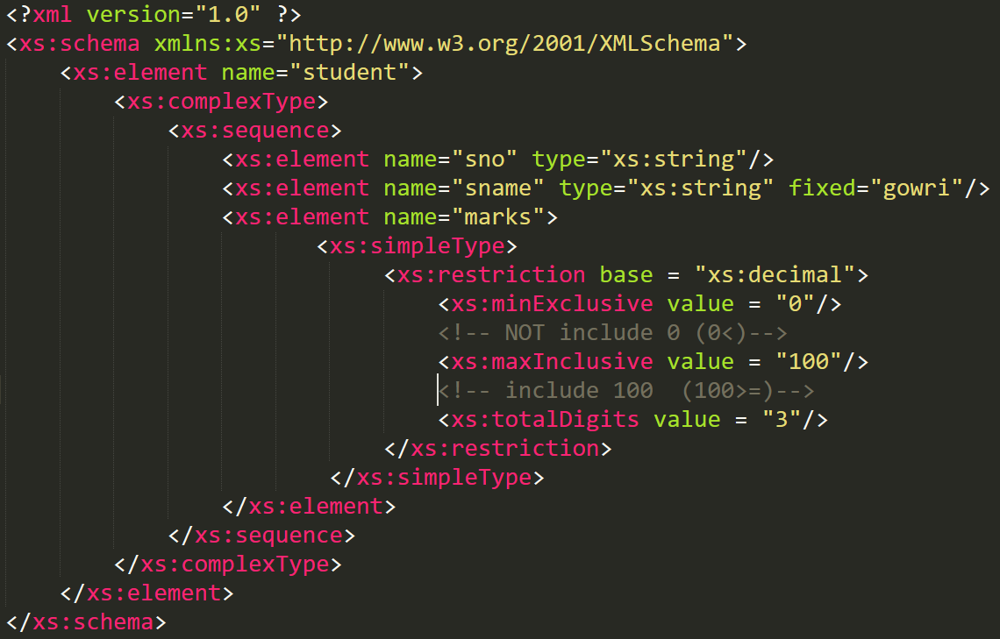 <?xml version="1.0" ?>
<xs:schema xmlns:xs="http://www.w3.org/2001/XMLSchema">
    <xs:element name="student">
        <xs:complexType>
            <xs:sequence>
                <xs:element name="sno" type="xs:string"/>
                <xs:element name="sname" type="xs:string" fixed="gowri"/>
                <xs:element name="marks">
                       <xs:simpleType>
                            <xs:restriction base = "xs:decimal">
                                <xs:minExclusive value = "0"/>
                                <!-- NOT include 0 (0<)-->
                                <xs:maxInclusive value = "100"/>
                                <!-- include 100  (100>=)-->
                                <xs:totalDigits value = "3"/>
                            </xs:restriction>
                        </xs:simpleType>
                </xs:element>
            </xs:sequence>
        </xs:complexType>
    </xs:element>
</xs:schema>